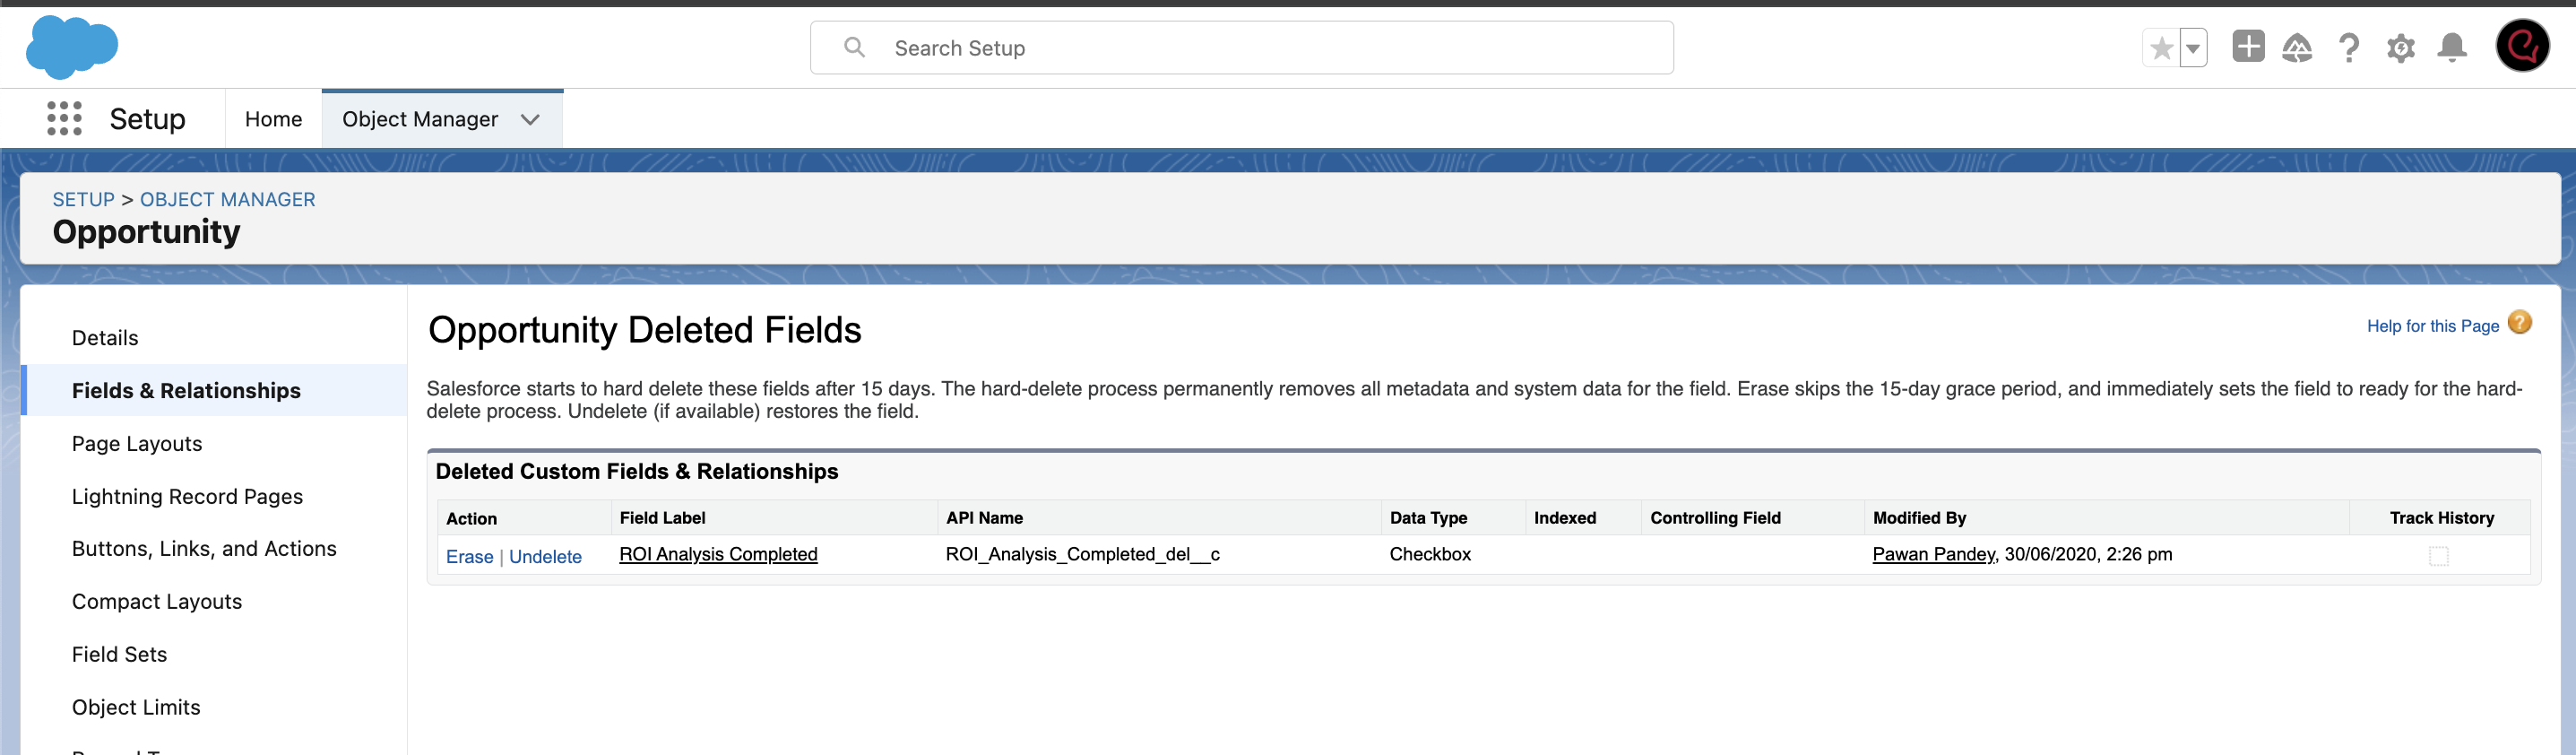 Search Setup
Setup
Home
Object Manager
SETUP > OBJECT MANAGER
Opportunity
Details
Fields & Relationships
Page Layouts
Lightning Record Pages
Buttons, Links, and Actions
Compact Layouts
Field Sets
Object Limits
Opportunity Deleted Fields
Help for this Page
Salesforce starts to hard delete these fields after 15 days. The hard-delete process permanently removes all metadata and system data for the field. Erase skips the 15-day grace period, and immediately sets the field to ready for the hard-
delete process. Undelete (if available) restores the field.
Deleted Custom Fields & Relationships
Action Field Label API Name Data Type Indexed Controlling Field Modified By Track History
Erase | Undelete ROI Analysis Completed ROI_Analysis_Completed_del__c Checkbox Pawan Pandey, 30/06/2020, 2:26 pm